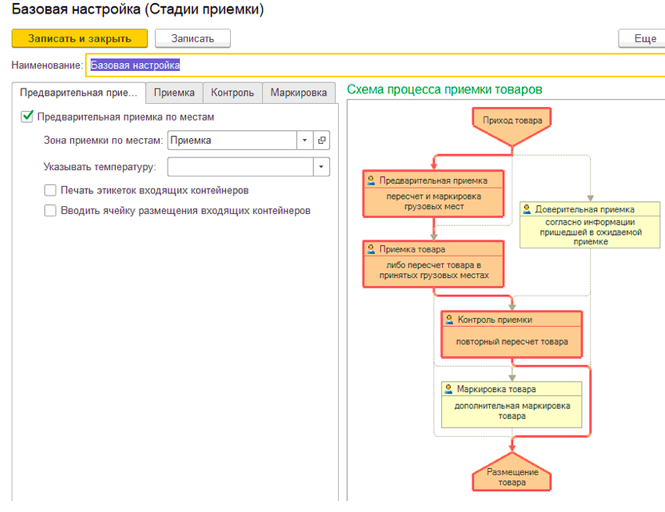 Базовая настройка (Стадии приемки)
Записать и закрыть
Записать
Еще
Наименование:
Базовая настройка
Предварительная прие...
Приемка
Контроль
Маркировка
Предварительная приемка по местам
Зона приемки по местам:
Приемка
Указывать температуру:
Печать этикеток входящих контейнеров
Вводить ячейку размещения входящих контейнеров
Схема процесса приемки товаров
Приход товара
Предварительная приемка
пересчет и маркировка
грузовых мест
Доверительная приемка
согласно информации
пришедшей в ожидаемой
приемке
Приемка товара
либо пересчет товара в
принятых грузовых местах
Контроль приемки
повторный пересчет товара
Маркировка товара
дополнительная маркировка
товара
Размещение
товара